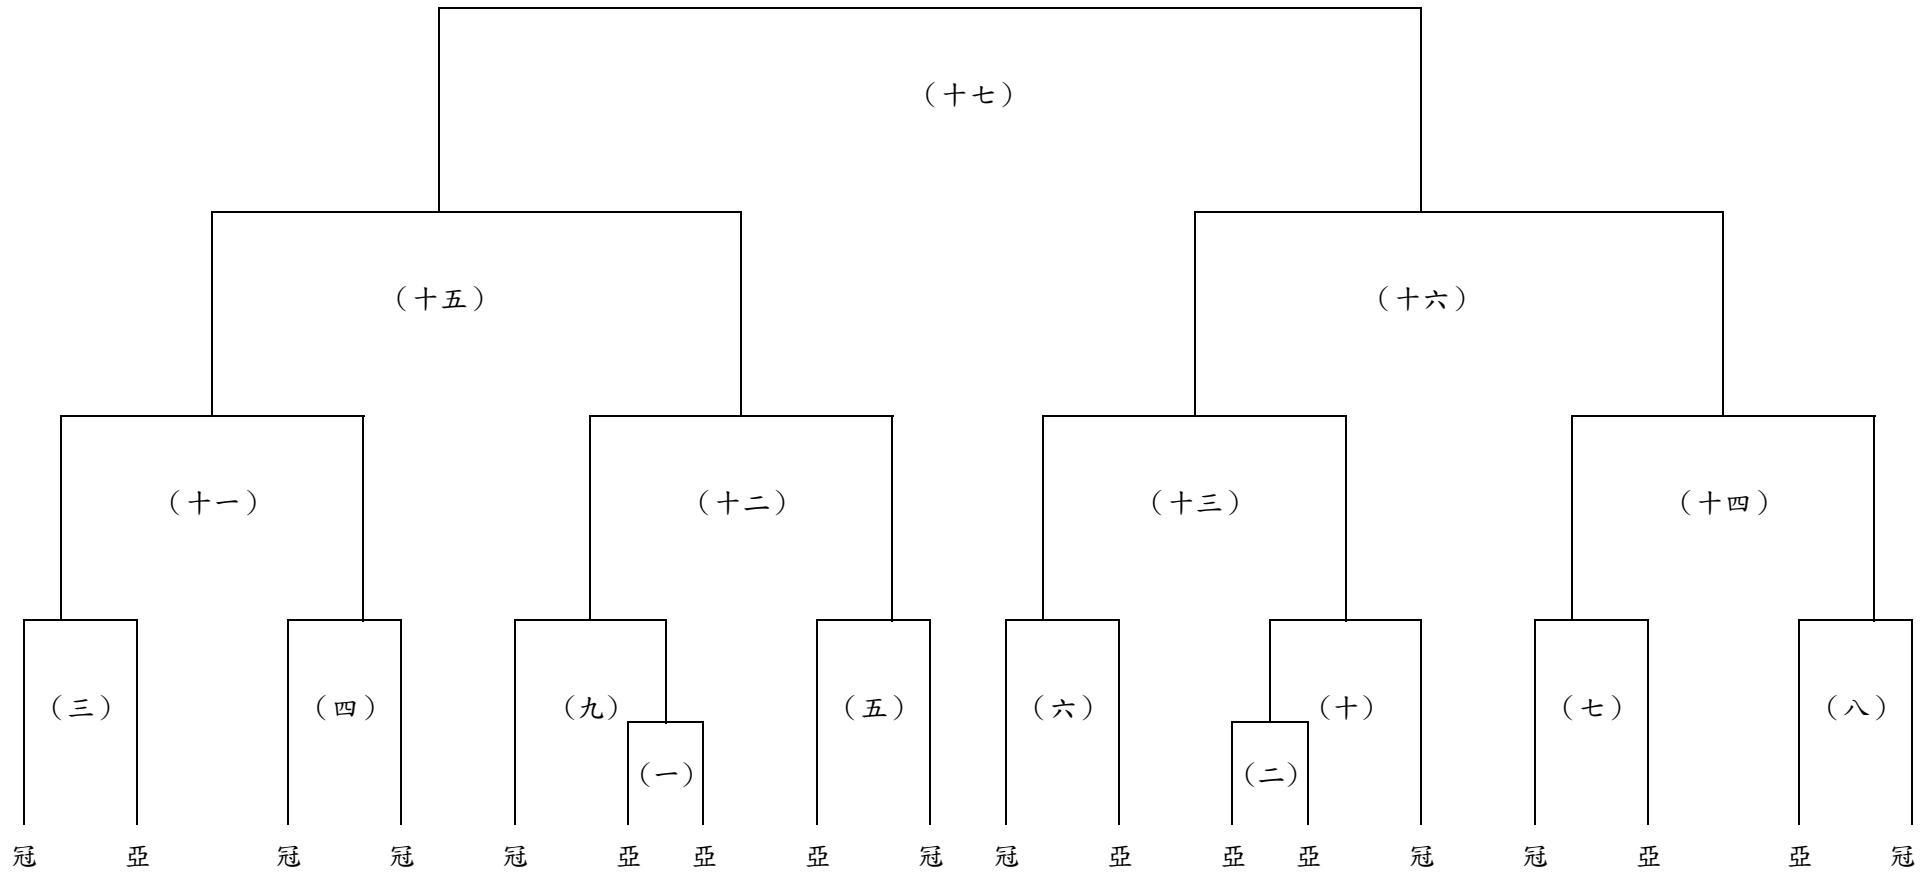 （十七）
（十五） （十六）
（十一） （十二） （十三） （十四）
（三） （四） （九） （五） （六） （十） （七） （八）
（一） （二）
冠 亞 冠 冠 冠 亞 亞 亞 冠 冠 亞 亞 亞 冠 冠 亞 亞 冠